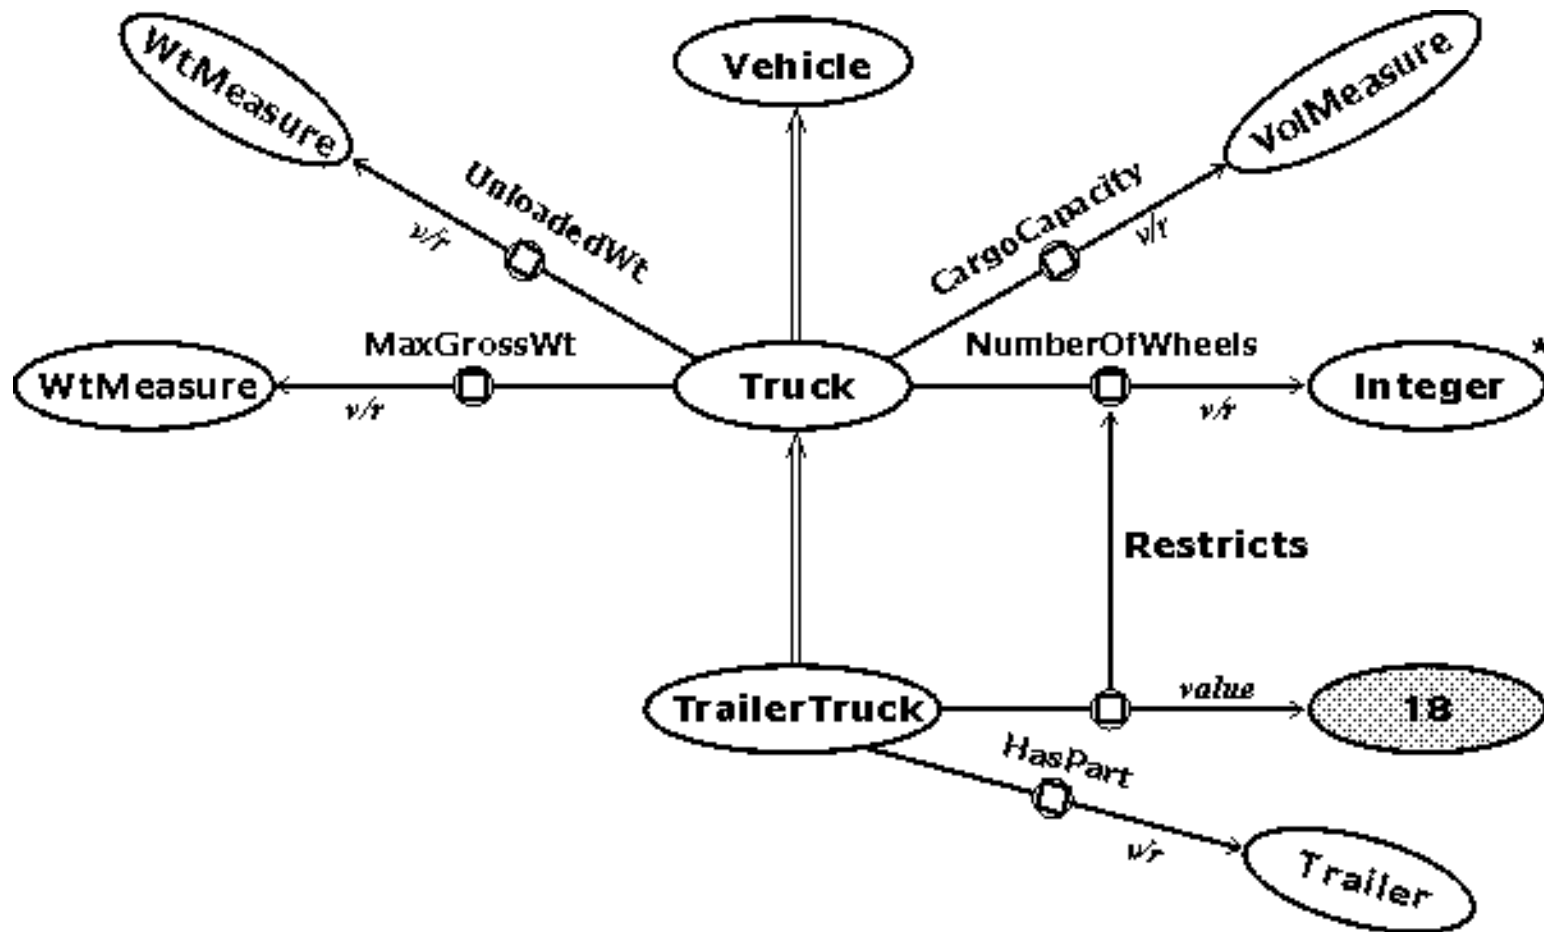 WtMeasure
Vehicle
VolMeasure
UnloadedWt
v/r
CargoCapacity
v/r
MaxGrossWt
NumberOfWheels
*
WtMeasure
v/r
Truck
v/r
Integer
Restricts
TrailerTruck
value
18
HasPart
v/r
Trailer